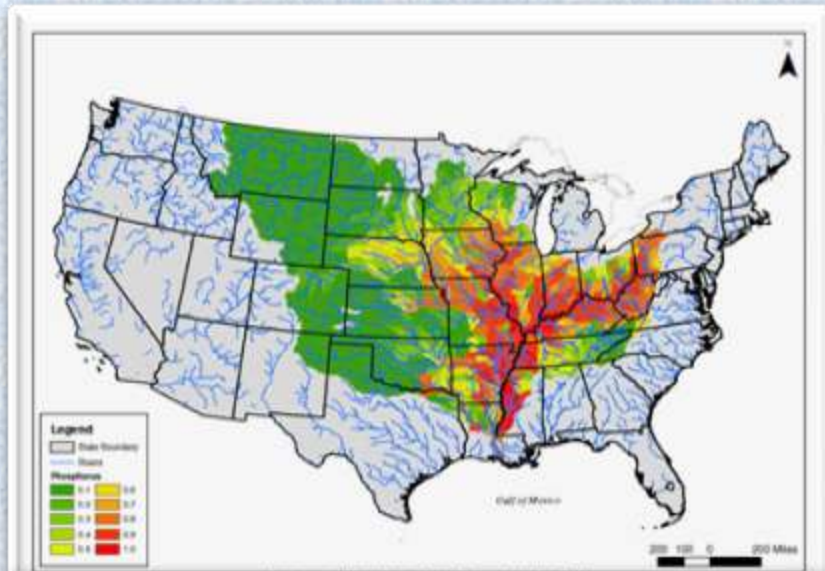 N
Legend
State Boundary
Rivers
Phosphorus
0.1 0.6
0.2 0.7
0.3 0.8
0.4 0.9
0.5 1.0
Gulf of Mexico
200 100 0 200 Miles